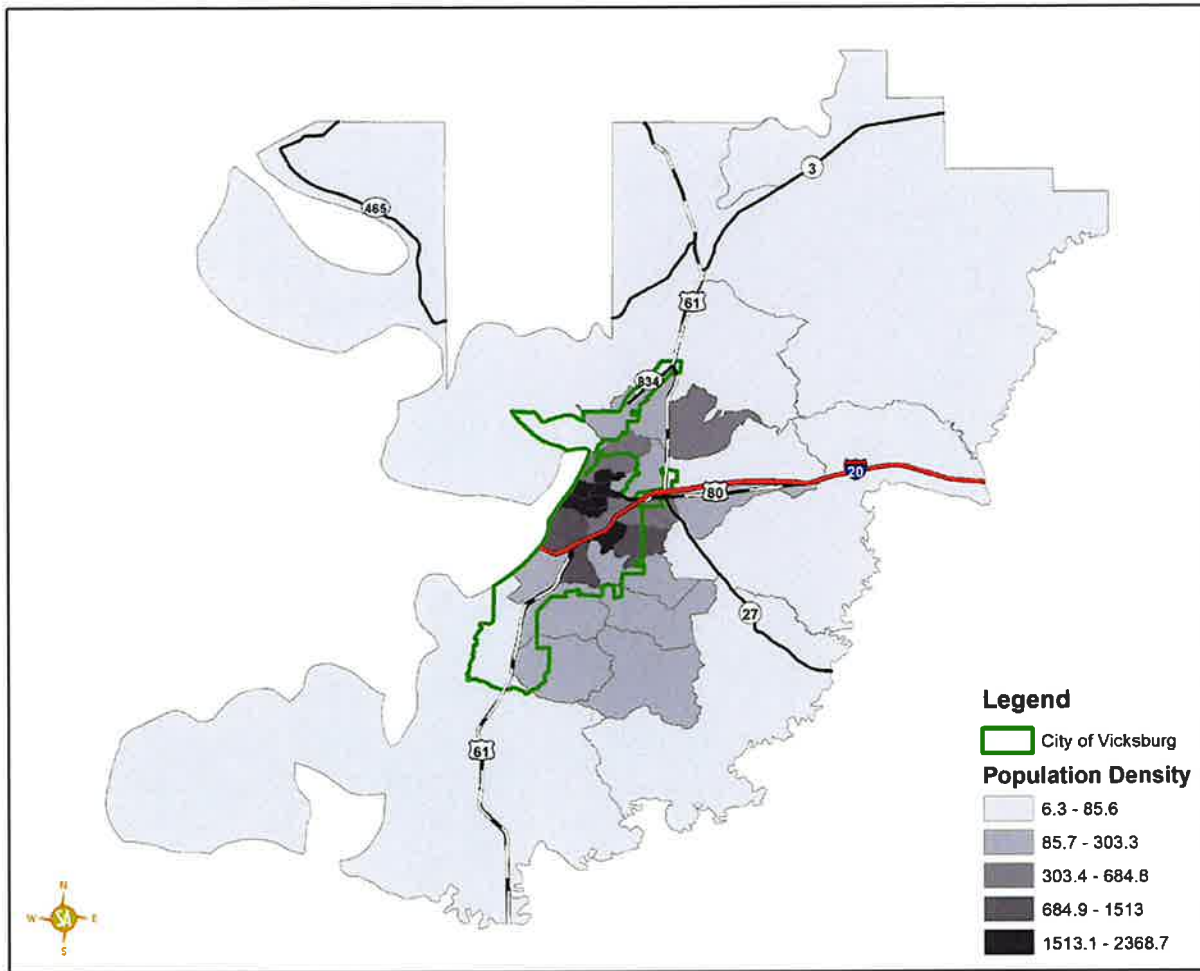 3
465
61
834
20
80
27
61
Legend
City of Vicksburg
Population Density
6.3 - 85.6
85.7 - 303.3
303.4 - 684.8
684.9 - 1513
1513.1 - 2368.7
N
W SA E
S